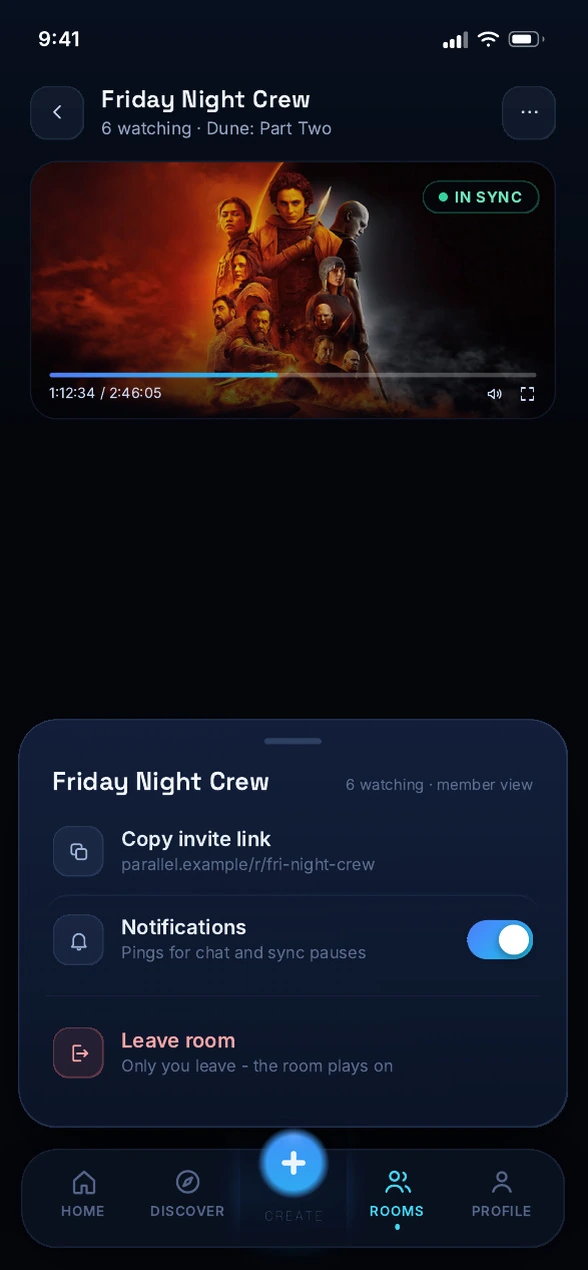 9:41
Friday Night Crew
6 watching · Dune: Part Two
IN SYNC
1:12:34 / 2:46:05
Friday Night Crew
6 watching · member view
Copy invite link
parallel.example/r/fri-night-crew
Notifications
Pings for chat and sync pauses
Leave room
Only you leave - the room plays on
HOME
DISCOVER
CREATE
ROOMS
PROFILE